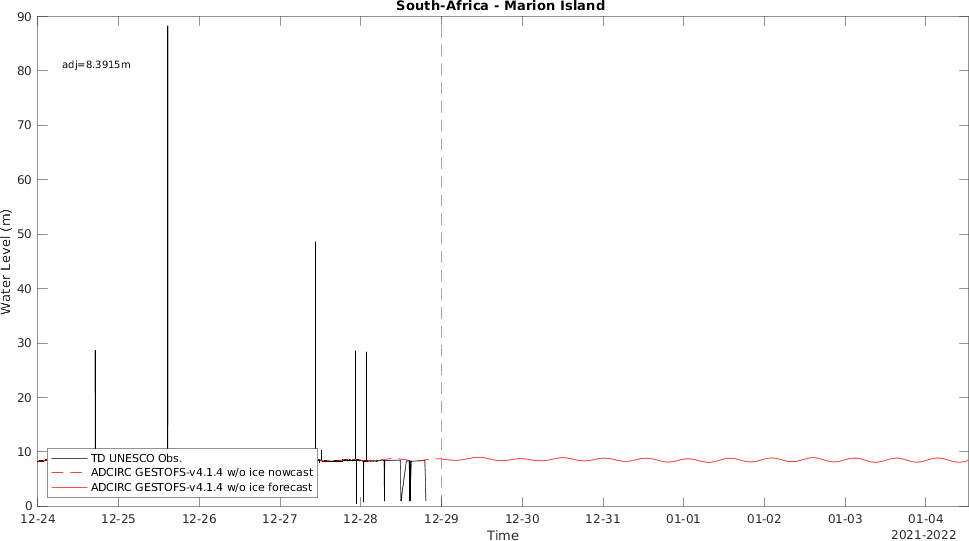 South-Africa - Marion Island
90
80
70
60
50
40
30
20
10
0
Water Level (m)
adj=8.3915m
TD UNESCO Obs.
ADCIRC GESTOFS-v4.1.4 w/o ice nowcast
ADCIRC GESTOFS-v4.1.4 w/o ice forecast
12-24 12-25 12-26 12-27 12-28 12-29 12-30 12-31 01-01 01-02 01-03 01-04
Time
2021-2022